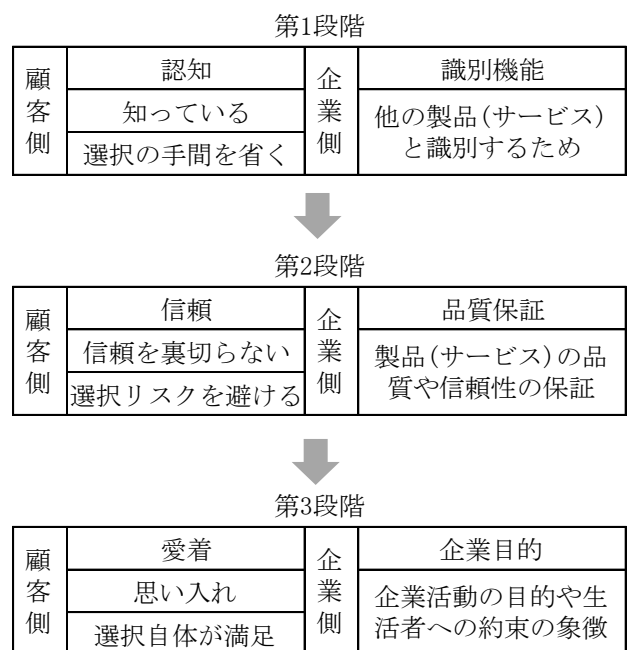 第1段階
顧客側
認知
知っている
選択の手間を省く
企業側
識別機能
他の製品(サービス)
と識別するため
第2段階
顧客側
信頼
信頼を裏切らない
選択リスクを避ける
企業側
品質保証
製品(サービス)の品
質や信頼性の保証
第3段階
顧客側
愛着
思い入れ
選択自体が満足
企業側
企業目的
企業活動の目的や生
活者への約束の象徴